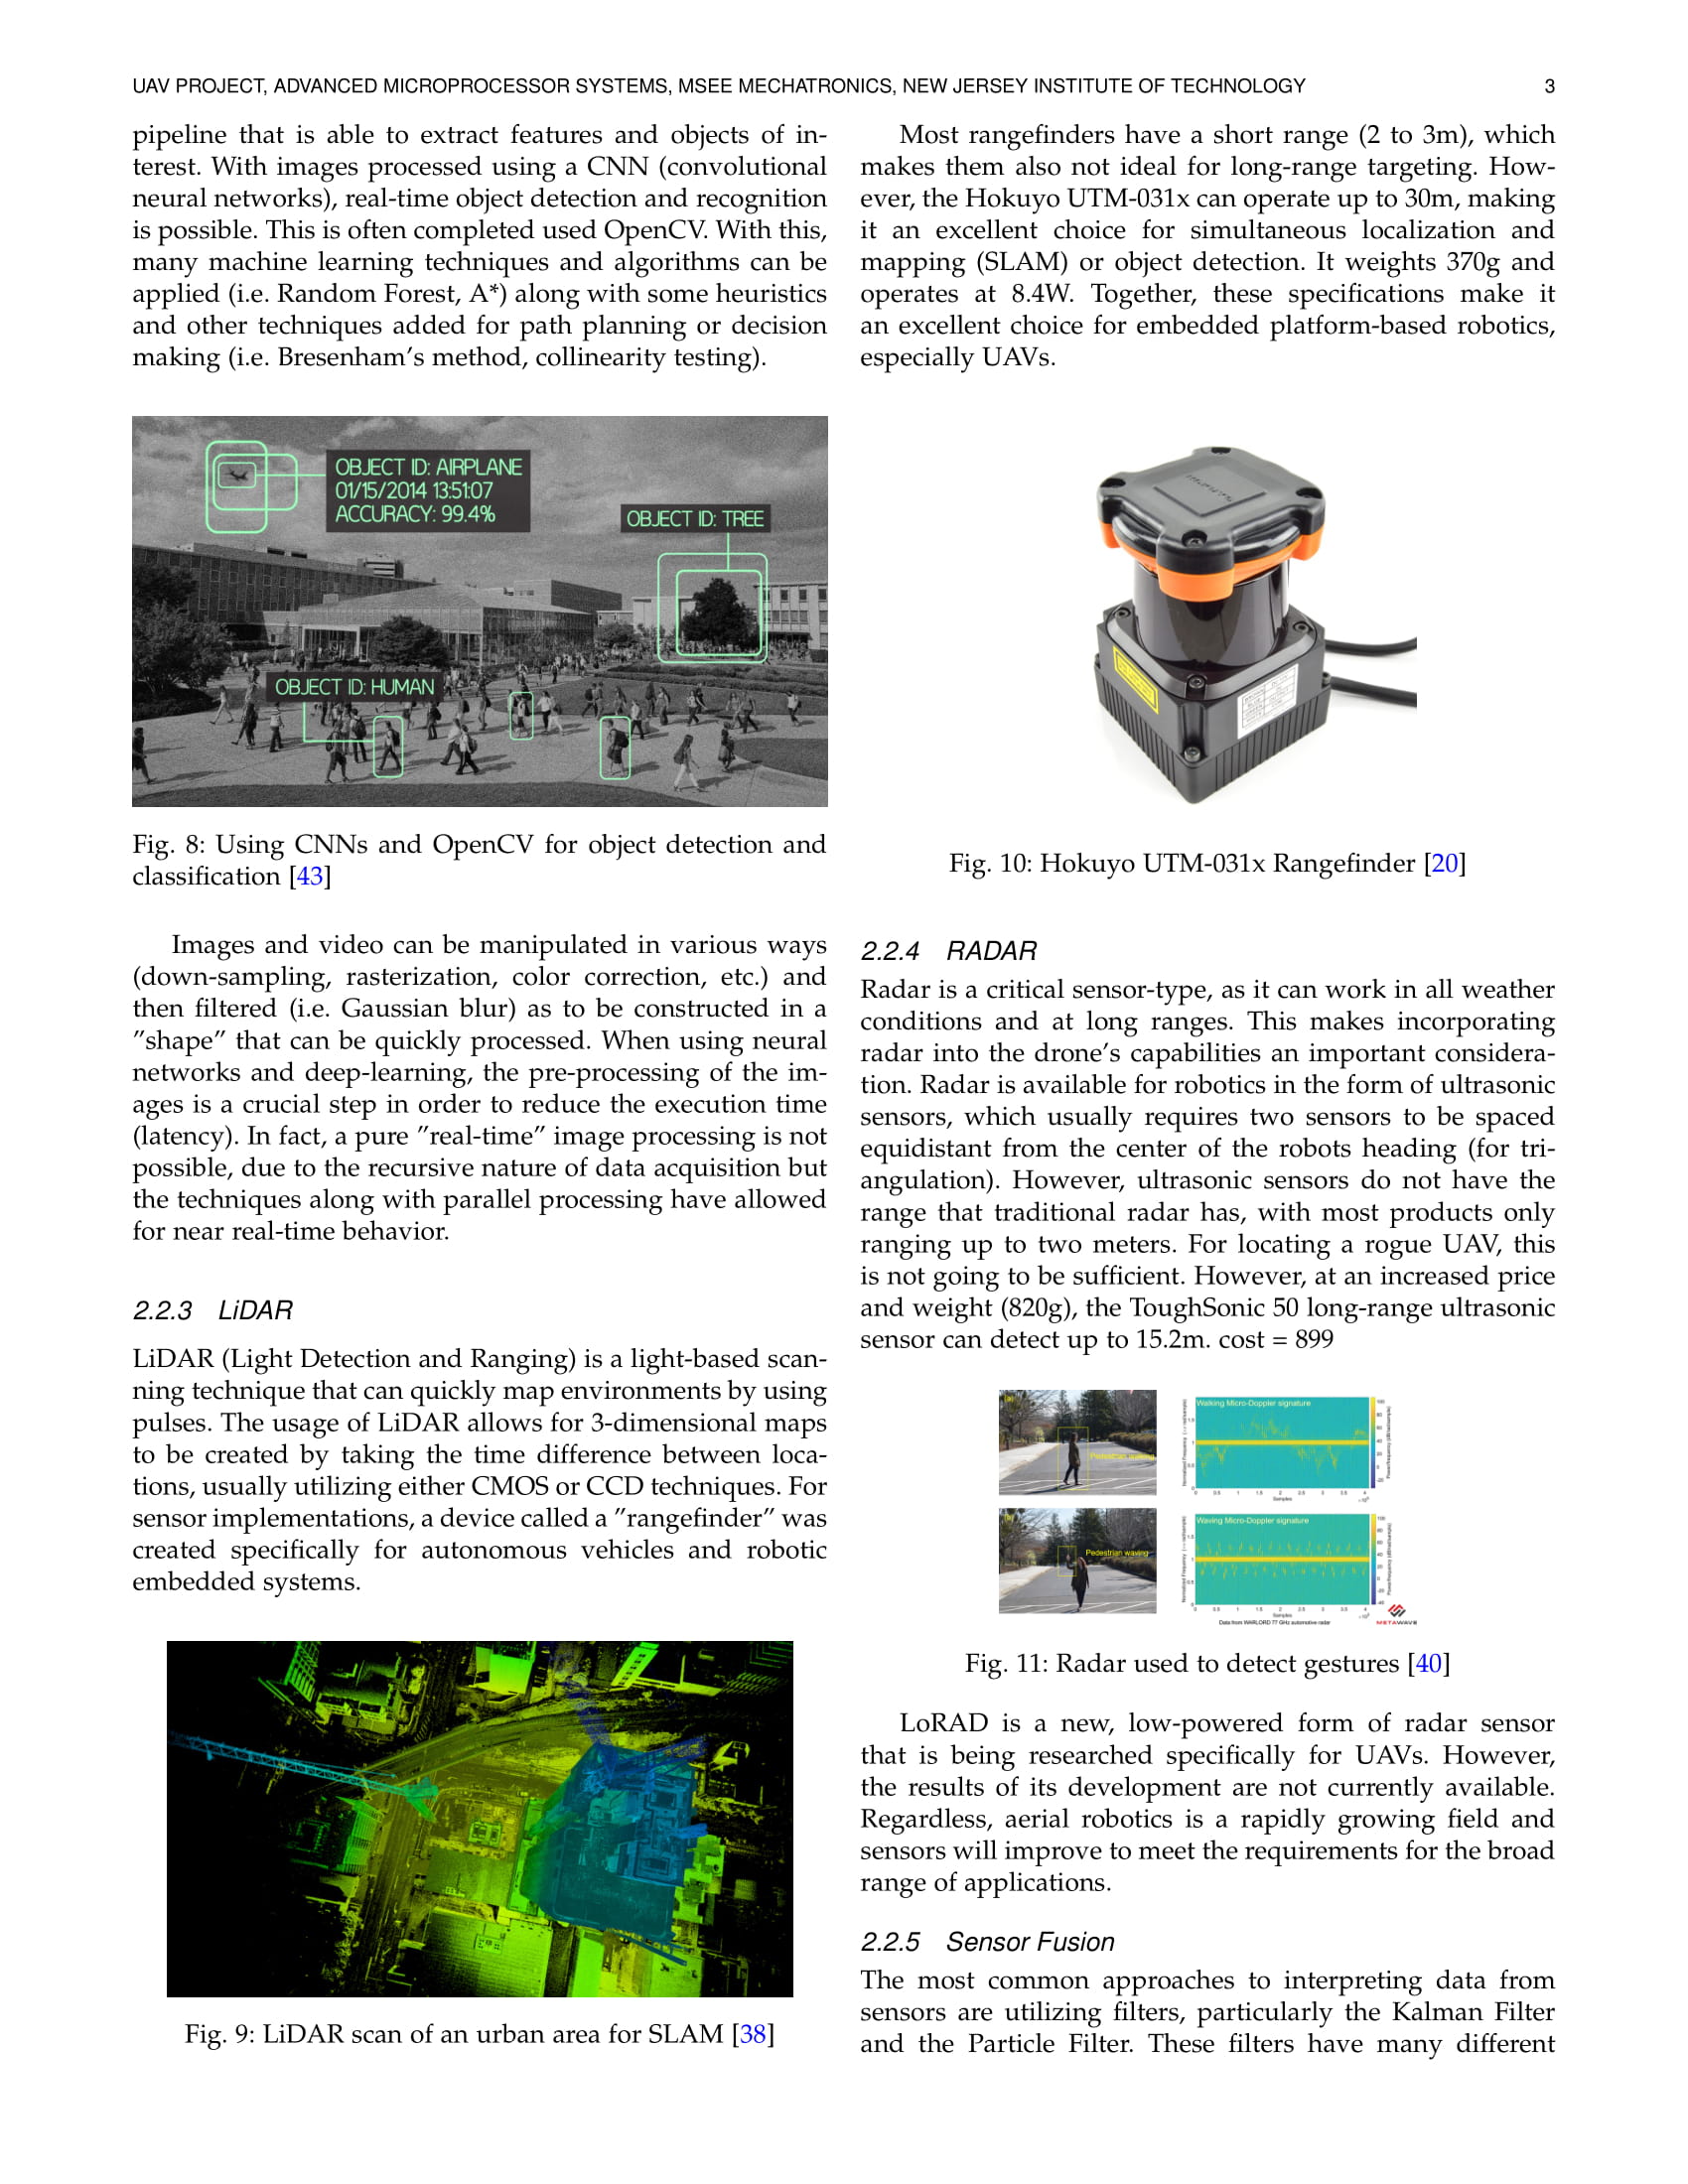 UAV PROJECT, ADVANCED MICROPROCESSOR SYSTEMS, MSEE MECHATRONICS, NEW JERSEY INSTITUTE OF TECHNOLOGY 3
pipeline that is able to extract features and objects of in-
terest. With images processed using a CNN (convolutional
neural networks), real-time object detection and recognition
is possible. This is often completed used OpenCV. With this,
many machine learning techniques and algorithms can be
applied (i.e. Random Forest, A*) along with some heuristics
and other techniques added for path planning or decision
making (i.e. Bresenham's method, collinearity testing).
OBJECT ID: AIRPLANE
01/15/2014 13:51:07
ACCURACY: 99.4%
OBJECT ID: TREE
OBJECT ID: HUMAN
Fig. 8: Using CNNs and OpenCV for object detection and
classification [43]
Images and video can be manipulated in various ways
(down-sampling, rasterization, color correction, etc.) and
then filtered (i.e. Gaussian blur) as to be constructed in a
"shape" that can be quickly processed. When using neural
networks and deep-learning, the pre-processing of the im-
ages is a crucial step in order to reduce the execution time
(latency). In fact, a pure "real-time" image processing is not
possible, due to the recursive nature of data acquisition but
the techniques along with parallel processing have allowed
for near real-time behavior.
2.2.3 LiDAR
LiDAR (Light Detection and Ranging) is a light-based scan-
ning technique that can quickly map environments by using
pulses. The usage of LiDAR allows for 3-dimensional maps
to be created by taking the time difference between loca-
tions, usually utilizing either CMOS or CCD techniques. For
sensor implementations, a device called a "rangefinder" was
created specifically for autonomous vehicles and robotic
embedded systems.
Fig. 9: LiDAR scan of an urban area for SLAM [38]
Most rangefinders have a short range (2 to 3m), which
makes them also not ideal for long-range targeting. How-
ever, the Hokuyo UTM-031x can operate up to 30m, making
it an excellent choice for simultaneous localization and
mapping (SLAM) or object detection. It weights 370g and
operates at 8.4W. Together, these specifications make it
an excellent choice for embedded platform-based robotics,
especially UAVs.
Fig. 10: Hokuyo UTM-031x Rangefinder [20]
2.2.4 RADAR
Radar is a critical sensor-type, as it can work in all weather
conditions and at long ranges. This makes incorporating
radar into the drone's capabilities an important considera-
tion. Radar is available for robotics in the form of ultrasonic
sensors, which usually requires two sensors to be spaced
equidistant from the center of the robots heading (for tri-
angulation). However, ultrasonic sensors do not have the
range that traditional radar has, with most products only
ranging up to two meters. For locating a rogue UAV, this
is not going to be sufficient. However, at an increased price
and weight (820g), the ToughSonic 50 long-range ultrasonic
sensor can detect up to 15.2m. cost = 899
Pedestrian walking
Walking Micro-Doppler signature
Samples
Pedestrian waving
Waving Micro-Doppler signature
Samples
Data from WARLORD 77 GHz automotive radar
METAWAVE
Fig. 11: Radar used to detect gestures [40]
LoRAD is a new, low-powered form of radar sensor
that is being researched specifically for UAVs. However,
the results of its development are not currently available.
Regardless, aerial robotics is a rapidly growing field and
sensors will improve to meet the requirements for the broad
range of applications.
2.2.5 Sensor Fusion
The most common approaches to interpreting data from
sensors are utilizing filters, particularly the Kalman Filter
and the Particle Filter. These filters have many different